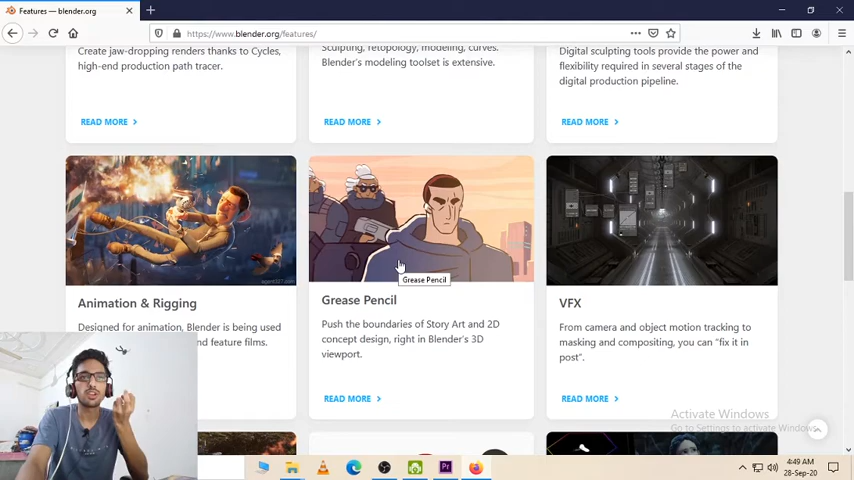 Features — blender.org
https://www.blender.org/features/
Create jaw-dropping renders thanks to Cycles,
high-end production path tracer.
READ MORE
Sculpting, retopology, modeling, curves.
Blender's modeling toolset is extensive.
READ MORE
Digital sculpting tools provide the power and
flexibility required in several stages of the
digital production pipeline.
READ MORE
agent327.com
Animation & Rigging
Designed for animation, Blender is being used
nd feature films.
Grease Pencil
Grease Pencil
Push the boundaries of Story Art and 2D
concept design, right in Blender's 3D
viewport.
READ MORE
VFX
From camera and object motion tracking to
masking and compositing, you can "fix it in
post".
READ MORE
Activate Windows
Go to Settings to activate Windows.
Pr
4:49 AM
28-Sep-20